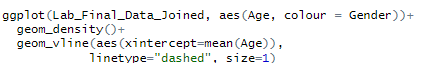 ggplot(Lab_Final_Data_Joined, aes(Age, colour = Gender))+
geom_density()+
geom_vline(aes(xintercept=mean(Age)),
linetype="dashed", size=1)